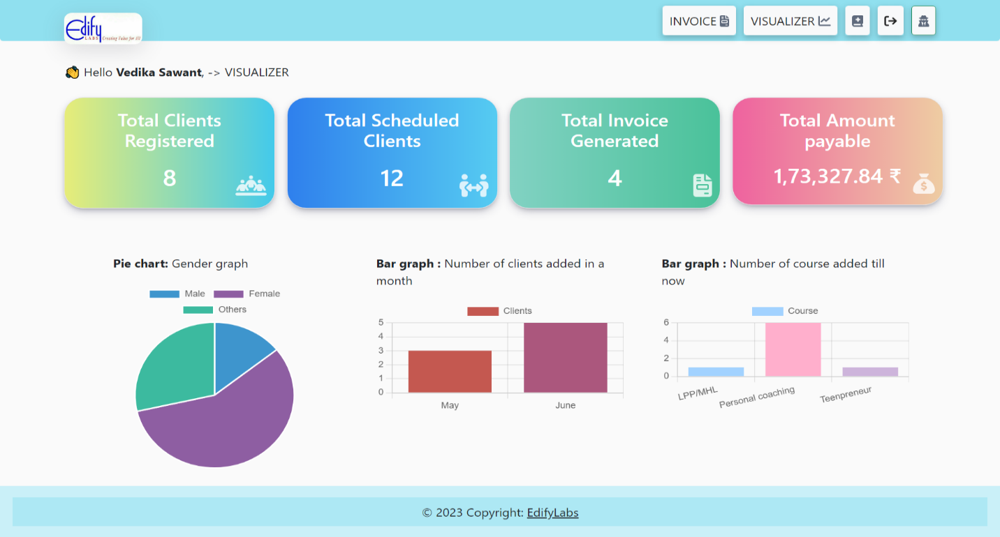 Edify
LABS Creating Value for All
INVOICE
VISUALIZER
👋 Hello Vedika Sawant, -> VISUALIZER
Total Clients
Registered
8
Total Scheduled
Clients
12
Total Invoice
Generated
4
Total Amount
payable
1,73,327.84 ₹
$
Pie chart: Gender graph
Male
Female
Others
Bar graph : Number of clients added in a
month
Clients
5
4
3
2
1
0
May
June
Bar graph : Number of course added till
now
Course
6
4
2
0
LPP/MHL
Personal coaching
Teenpreneur
© 2023 Copyright: EdifyLabs